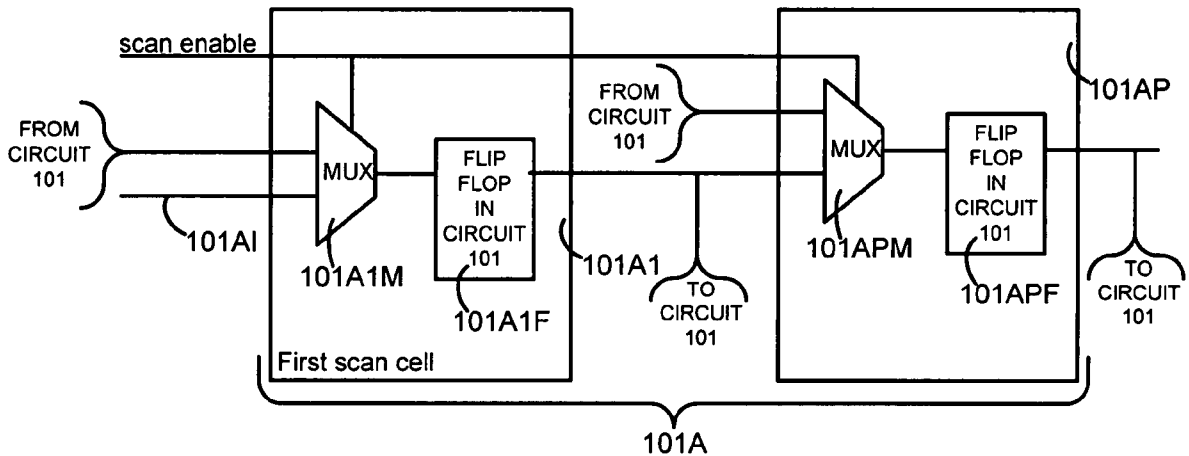 scan enable
FROM
CIRCUIT
101
101AI
MUX
101A1M
FLIP
FLOP
IN
CIRCUIT
101
101A1F
First scan cell
101A1
FROM
CIRCUIT
101
TO
CIRCUIT
101
MUX
101APM
FLIP
FLOP
IN
CIRCUIT
101
101APF
101AP
TO
CIRCUIT
101
101A